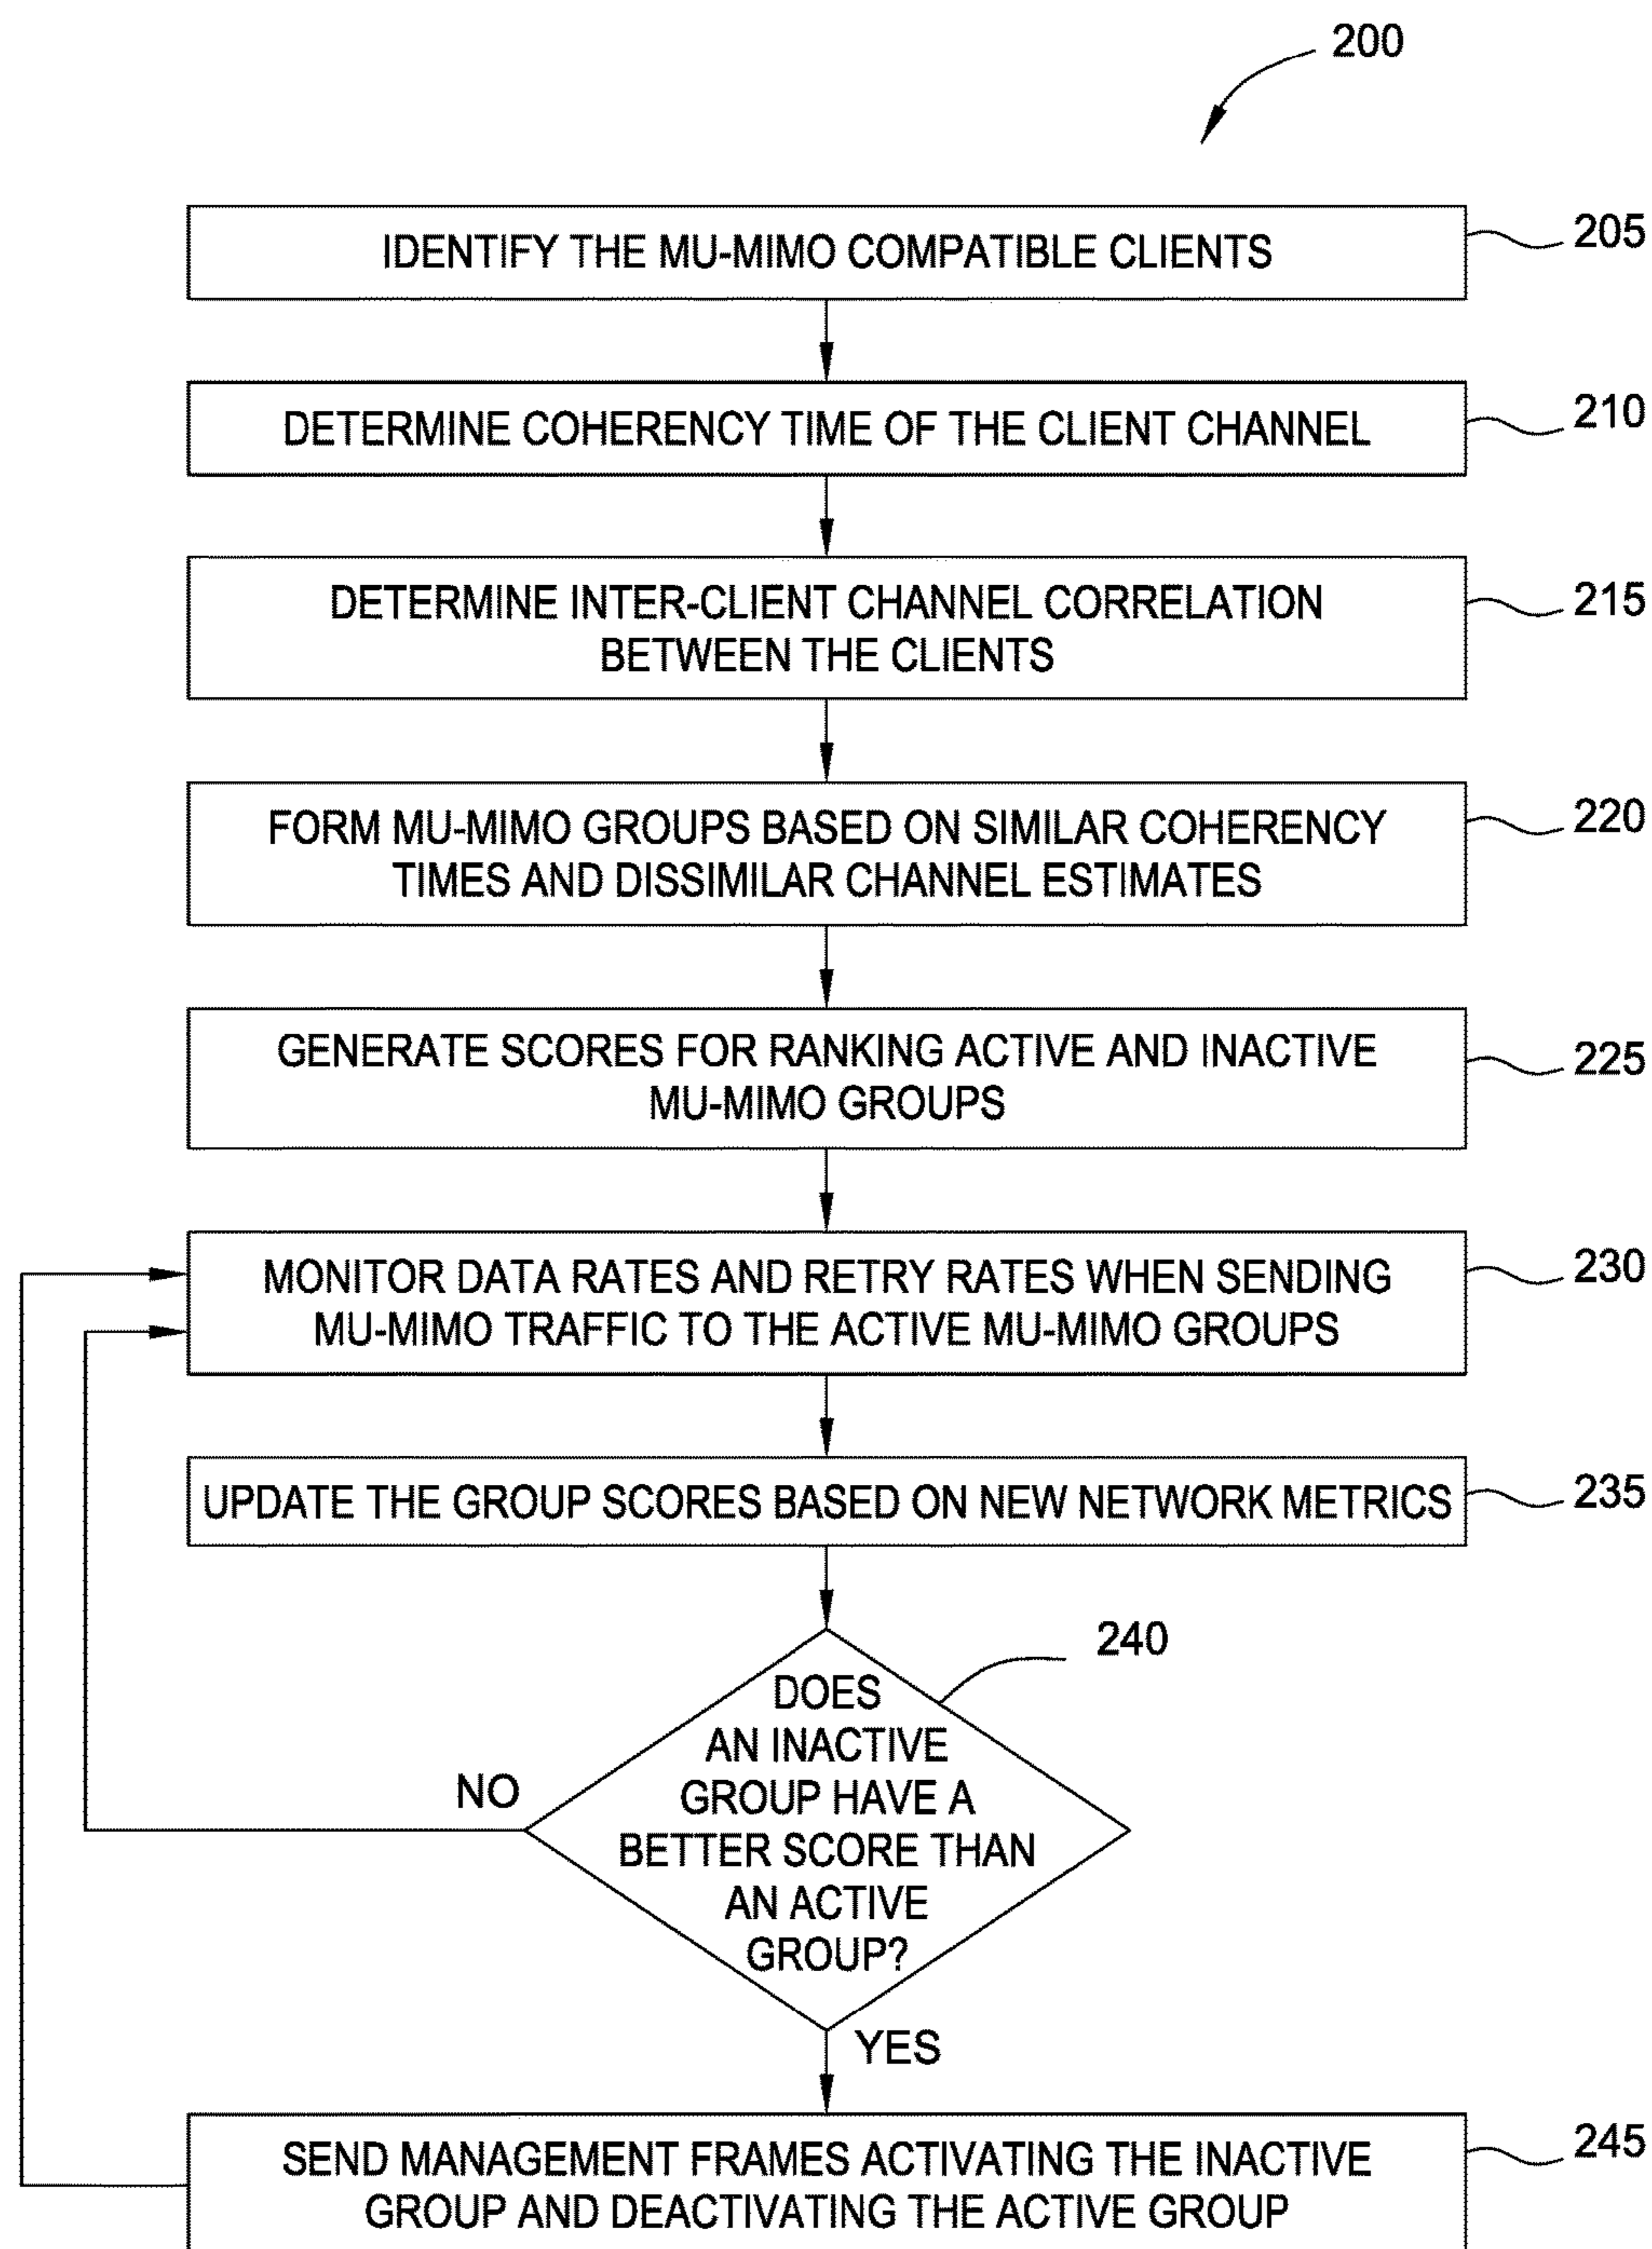 200
IDENTIFY THE MU-MIMO COMPATIBLE CLIENTS
205
DETERMINE COHERENCY TIME OF THE CLIENT CHANNEL
210
DETERMINE INTER-CLIENT CHANNEL CORRELATION
BETWEEN THE CLIENTS
215
FORM MU-MIMO GROUPS BASED ON SIMILAR COHERENCY
TIMES AND DISSIMILAR CHANNEL ESTIMATES
220
GENERATE SCORES FOR RANKING ACTIVE AND INACTIVE
MU-MIMO GROUPS
225
MONITOR DATA RATES AND RETRY RATES WHEN SENDING
MU-MIMO TRAFFIC TO THE ACTIVE MU-MIMO GROUPS
230
UPDATE THE GROUP SCORES BASED ON NEW NETWORK METRICS
235
240
DOES
AN INACTIVE
GROUP HAVE A
BETTER SCORE THAN
AN ACTIVE
GROUP?
NO
YES
SEND MANAGEMENT FRAMES ACTIVATING THE INACTIVE
GROUP AND DEACTIVATING THE ACTIVE GROUP
245